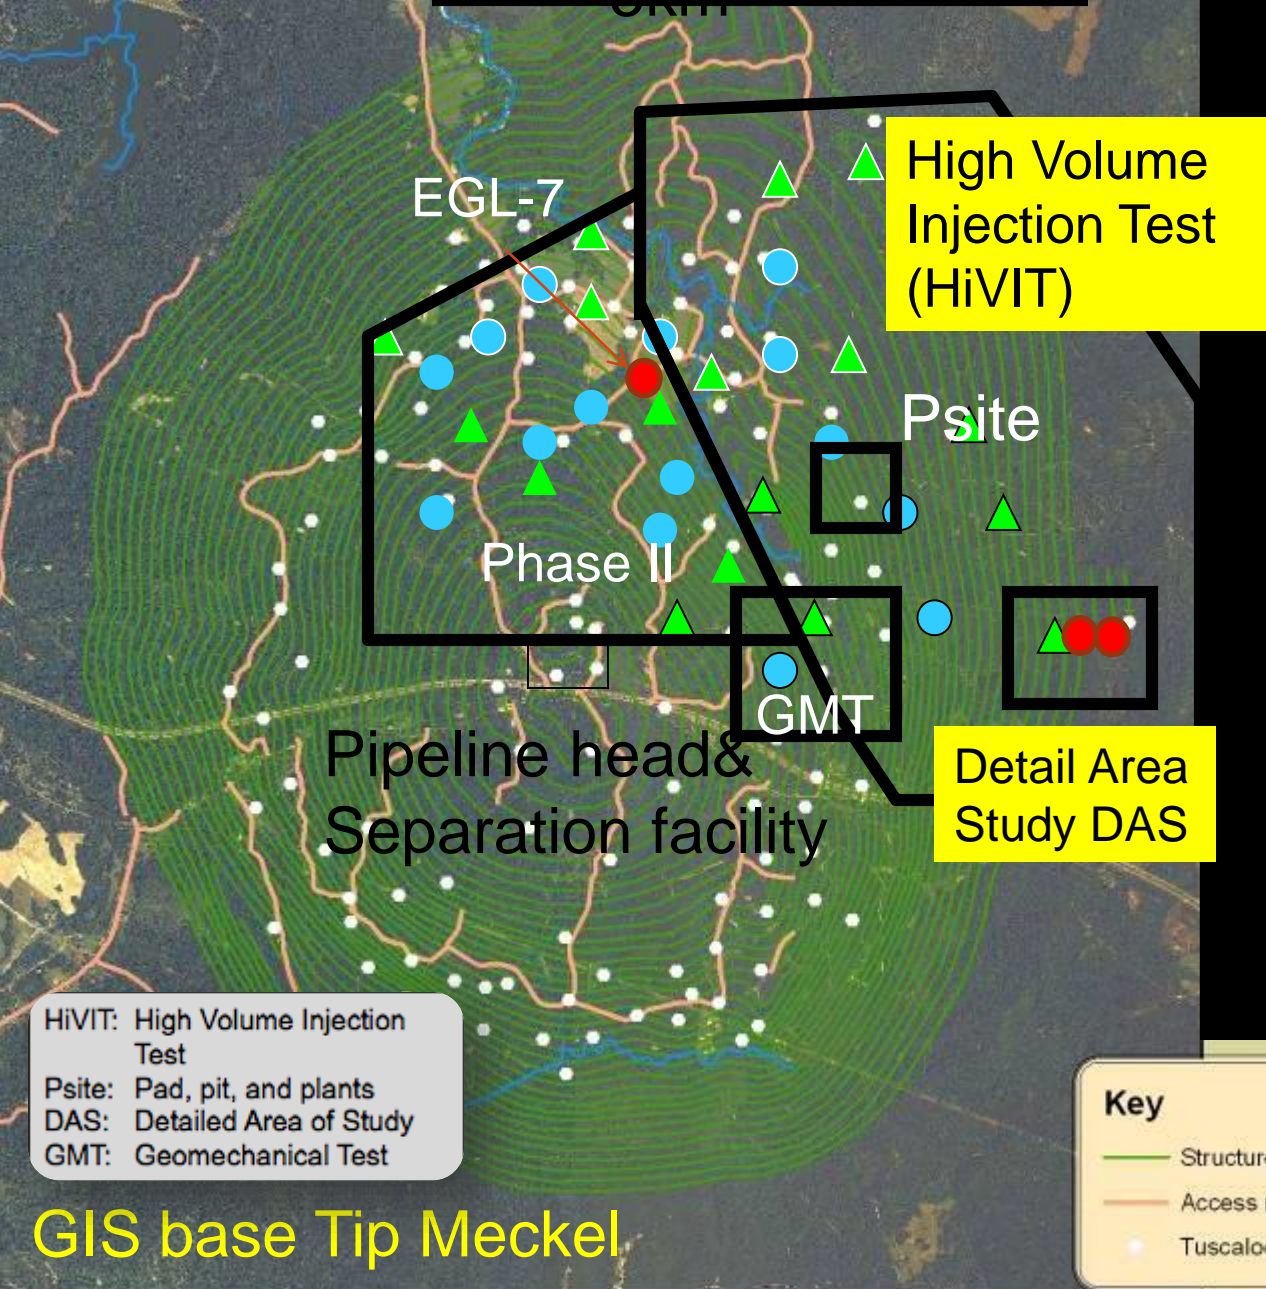 EGL-7
High Volume
Injection Test
(HiVIT)
Psite
Phase II
GMT
Pipeline head&
Separation facility
Detail Area
Study DAS
HiVIT: High Volume Injection
Test
Psite: Pad, pit, and plants
DAS: Detailed Area of Study
GMT: Geomechanical Test
GIS base Tip Meckel
Key